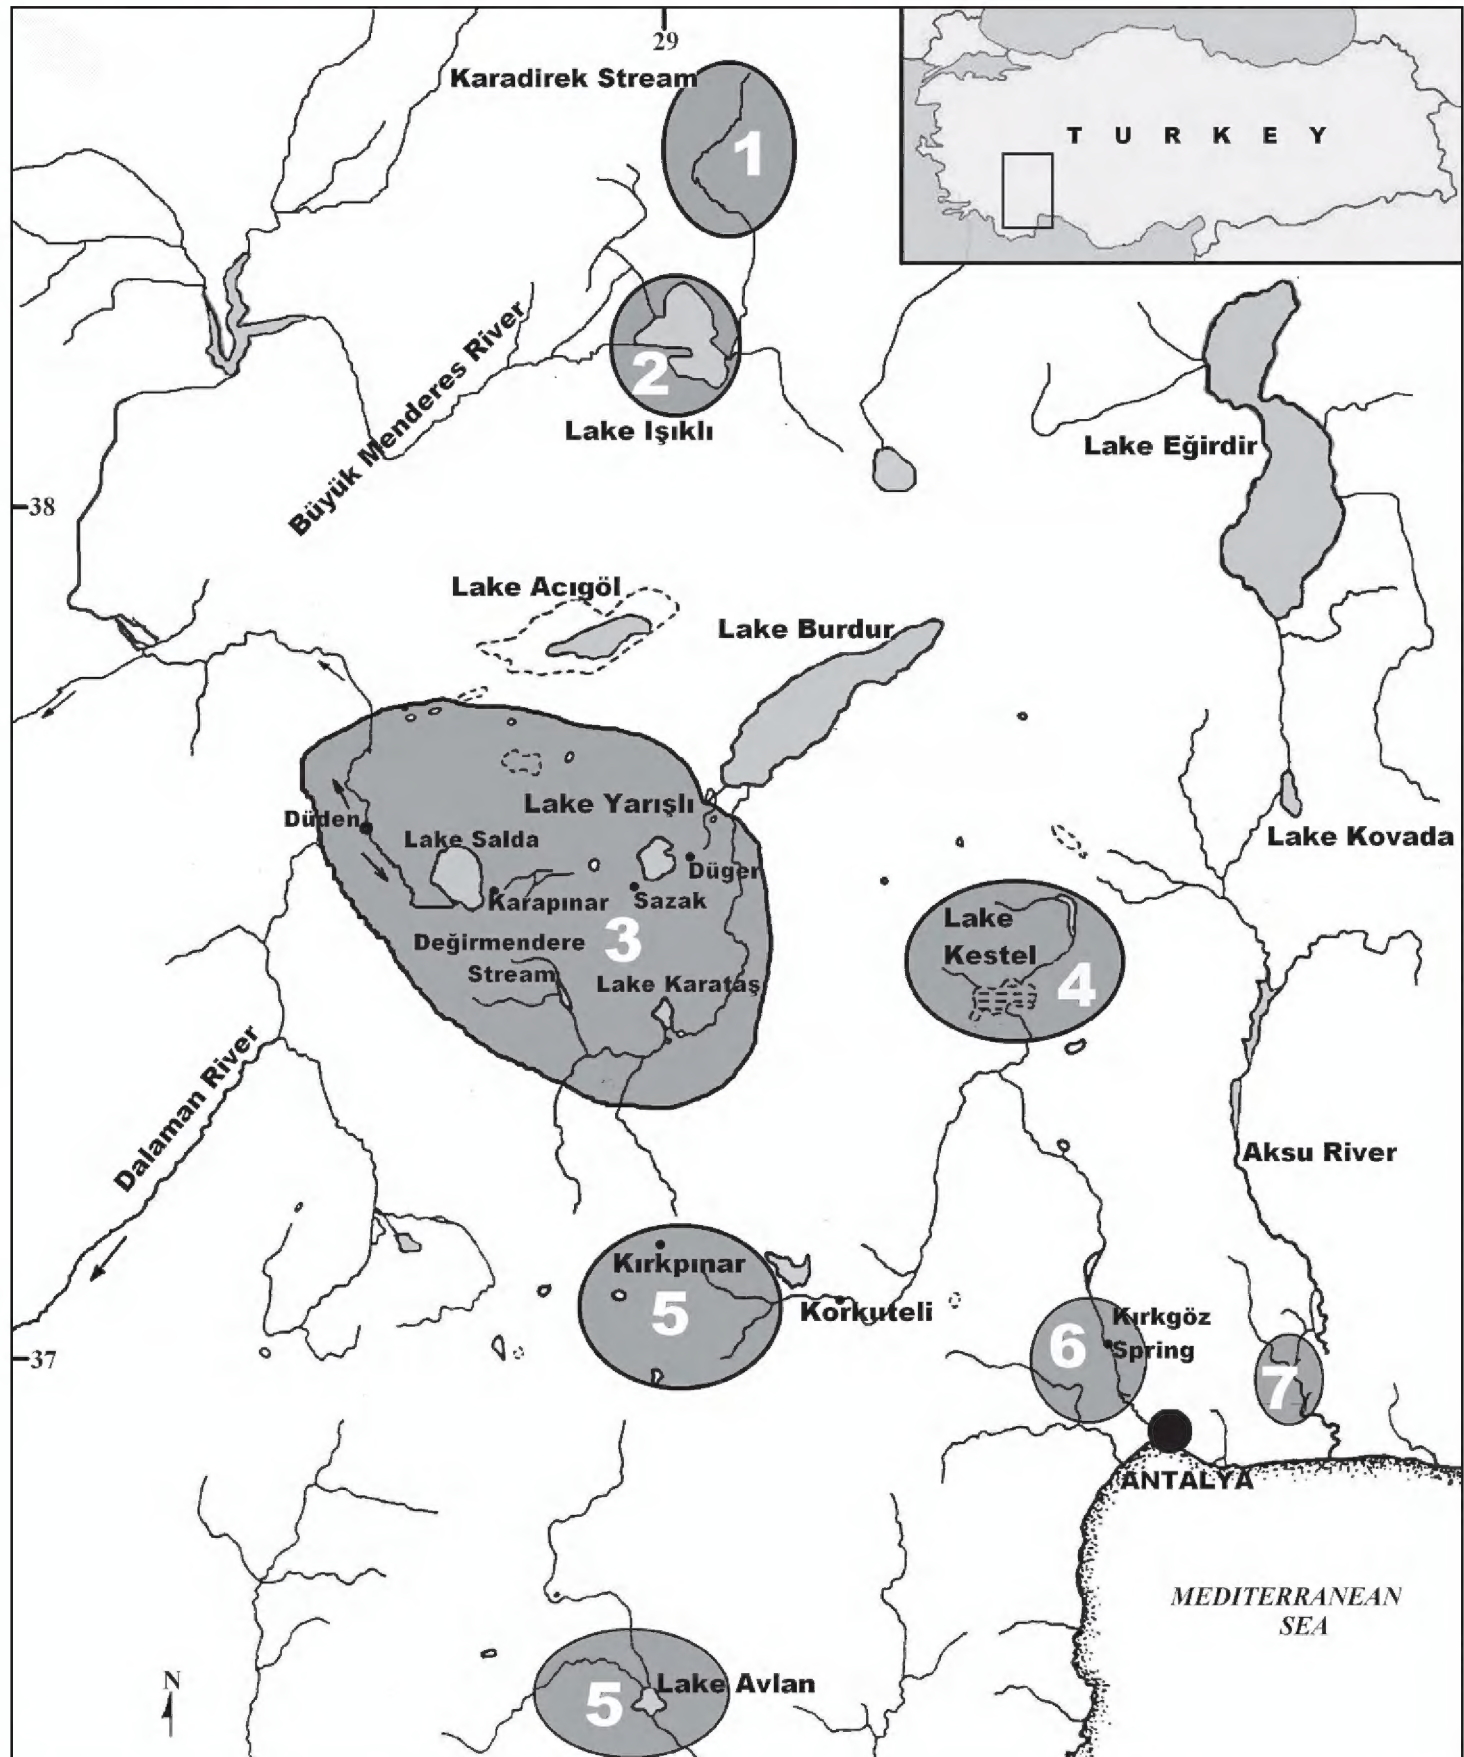 29
Karadirek Stream
TURKEY
1
Büyük Menderes River
2
Lake Işıklı
Lake Eğirdir
38
Lake Acıgöl
Lake Burdur
Lake Yarışlı
Düden
Lake Salda
Lake Kovada
Düger
Karapınar
Sazak
3
Lake
Kestel
4
Değirmendere
Stream
Lake Karataş
Dalaman River
Aksu River
Kırkpınar
5
Korkuteli
Kırkgöz
Spring
6
37
7
ANTALYA
MEDITERRANEAN
SEA
N
Lake Avlan
5